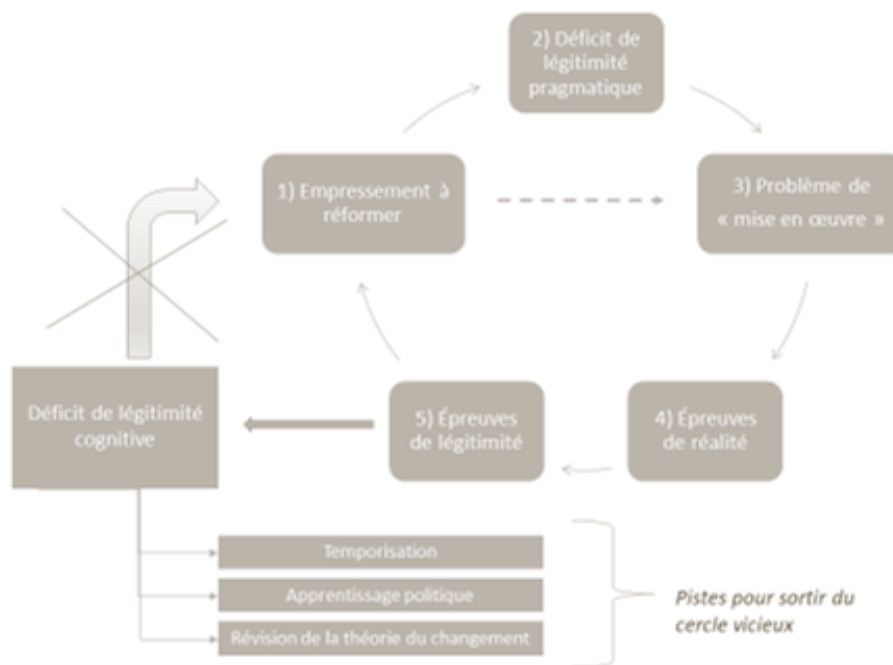 2) Déficit de
légitimité
pragmatique
1) Empressement à
réformer
3) Problème de
« mise en œuvre »
Déficit de légitimité
cognitive
5) Épreuves
de légitimité
4) Épreuves
de réalité
Temporisation
Apprentissage politique
Révision de la théorie du changement
Pistes pour sortir du
cercle vicieux